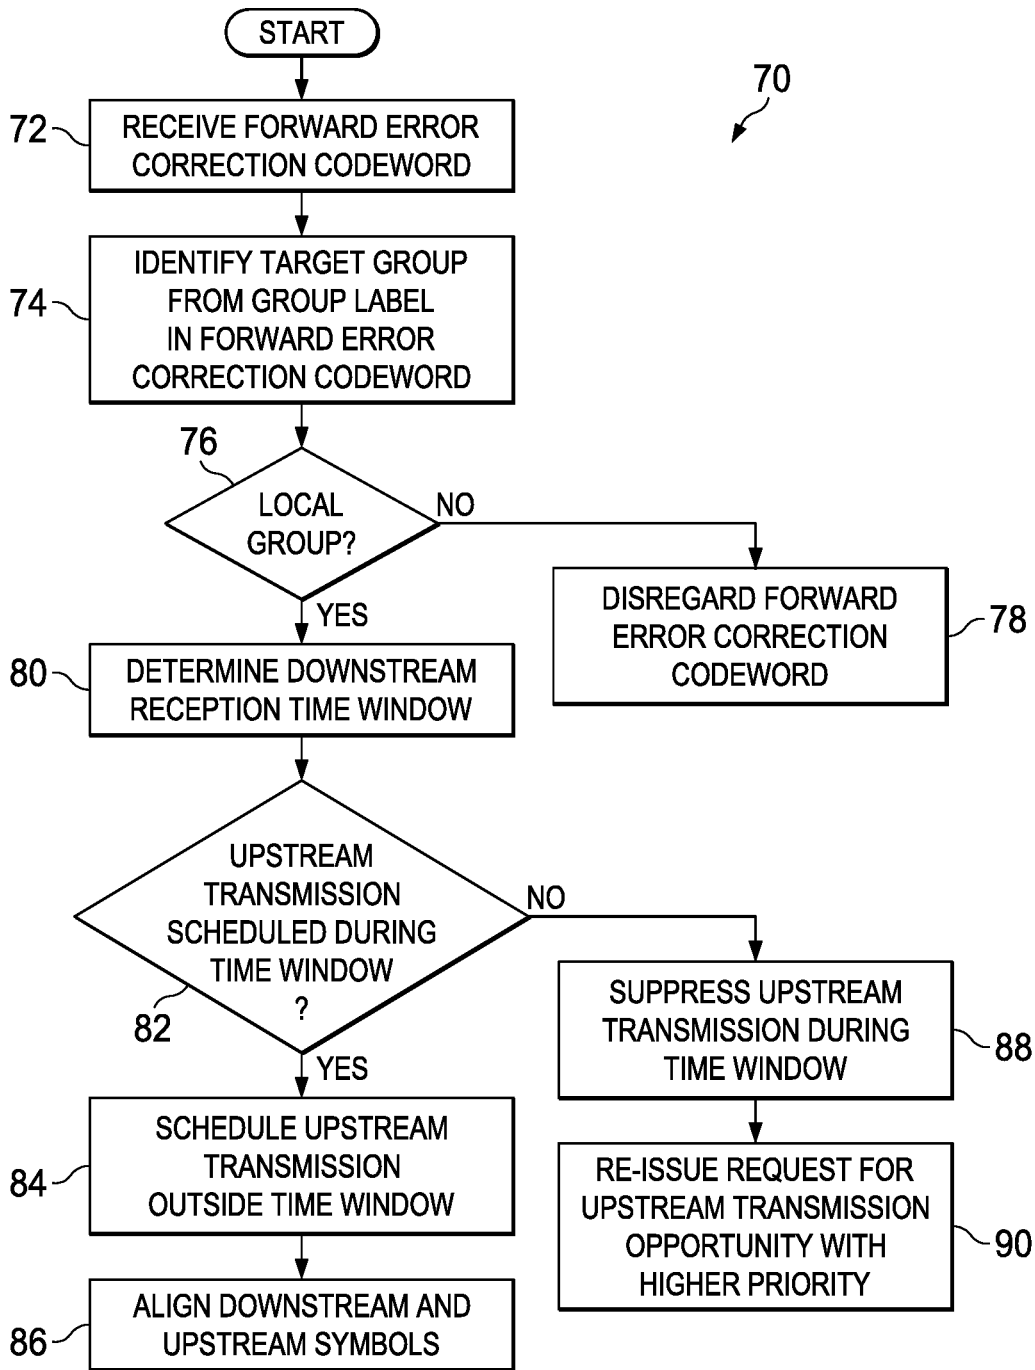 START
70
72
RECEIVE FORWARD ERROR
CORRECTION CODEWORD
74
IDENTIFY TARGET GROUP
FROM GROUP LABEL
IN FORWARD ERROR
CORRECTION CODEWORD
76
LOCAL
GROUP?
NO
YES
DISREGARD FORWARD
ERROR CORRECTION
CODEWORD
78
80
DETERMINE DOWNSTREAM
RECEPTION TIME WINDOW
UPSTREAM
TRANSMISSION
SCHEDULED DURING
TIME WINDOW
?
82
NO
YES
SUPPRESS UPSTREAM
TRANSMISSION DURING
TIME WINDOW
88
84
SCHEDULE UPSTREAM
TRANSMISSION
OUTSIDE TIME WINDOW
RE-ISSUE REQUEST FOR
UPSTREAM TRANSMISSION
OPPORTUNITY WITH
HIGHER PRIORITY
90
86
ALIGN DOWNSTREAM AND
UPSTREAM SYMBOLS